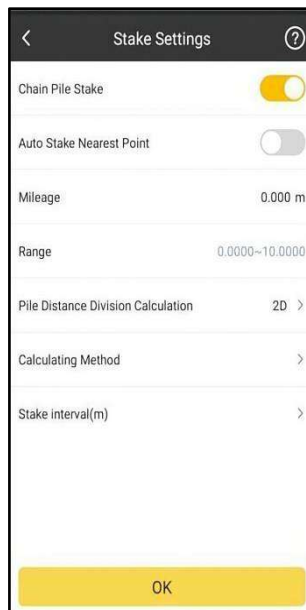 Stake Settings ?
Chain Pile Stake
Auto Stake Nearest Point
Mileage 0.000 m
Range 0.0000~10.0000
Pile Distance Division Calculation 2D >
Calculating Method >
Stake interval(m) >
OK